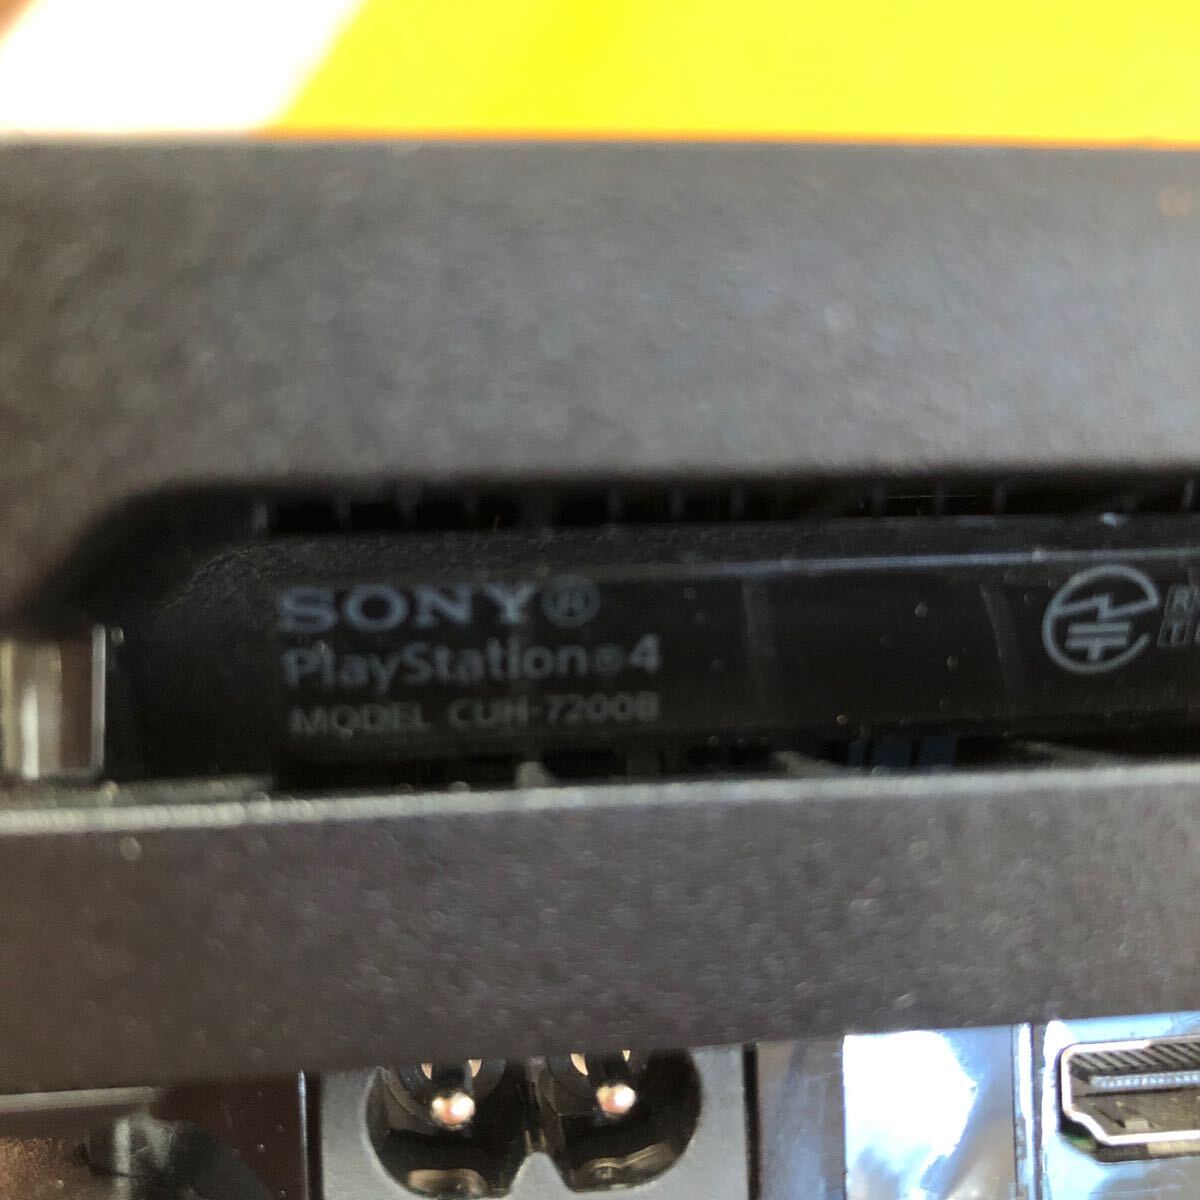 SONY®
PlayStation®4
MODEL CUH-7200B
R
T